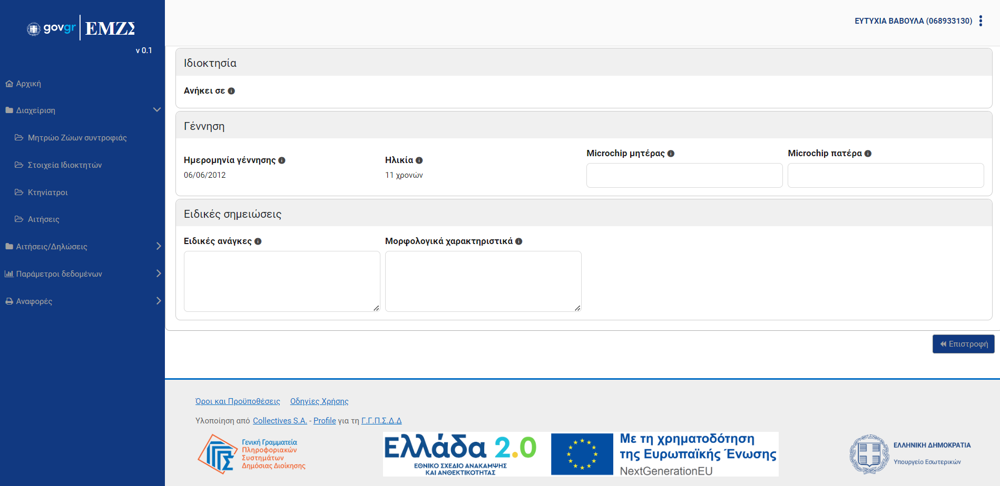 govgr ΕΜΖΣ
v 0.1
ΕΥΤΥΧΙΑ ΒΑΒΟΥΛΑ (068933130)
Αρχική
Διαχείριση
Μητρώο Ζώων συντροφιάς
Στοιχεία Ιδιοκτητών
Κτηνίατροι
Αιτήσεις
Αιτήσεις/Δηλώσεις
Παράμετροι δεδομένων
Αναφορές
Ιδιοκτησία
Ανήκει σε
Γέννηση
Ημερομηνία γέννησης
06/06/2012
Ηλικία
11 χρονών
Microchip μητέρας
Microchip πατέρα
Ειδικές σημειώσεις
Ειδικές ανάγκες
Μορφολογικά χαρακτηριστικά
Επιστροφή
Όροι και Προϋποθέσεις Οδηγίες Χρήσης
Υλοποίηση από Collectives S.A. - Profile για τη Γ.Γ.Π.Σ.Δ.Δ
Γενική Γραμματεία
Πληροφοριακών
Συστημάτων
Δημόσιας Διοίκησης
Ελλάδα 2.0
ΕΘΝΙΚΟ ΣΧΕΔΙΟ ΑΝΑΚΑΜΨΗΣ
ΚΑΙ ΑΝΘΕΚΤΙΚΟΤΗΤΑΣ
Με τη χρηματοδότηση
της Ευρωπαϊκής Ένωσης
NextGenerationEU
ΕΛΛΗΝΙΚΗ ΔΗΜΟΚΡΑΤΙΑ
Υπουργείο Εσωτερικών